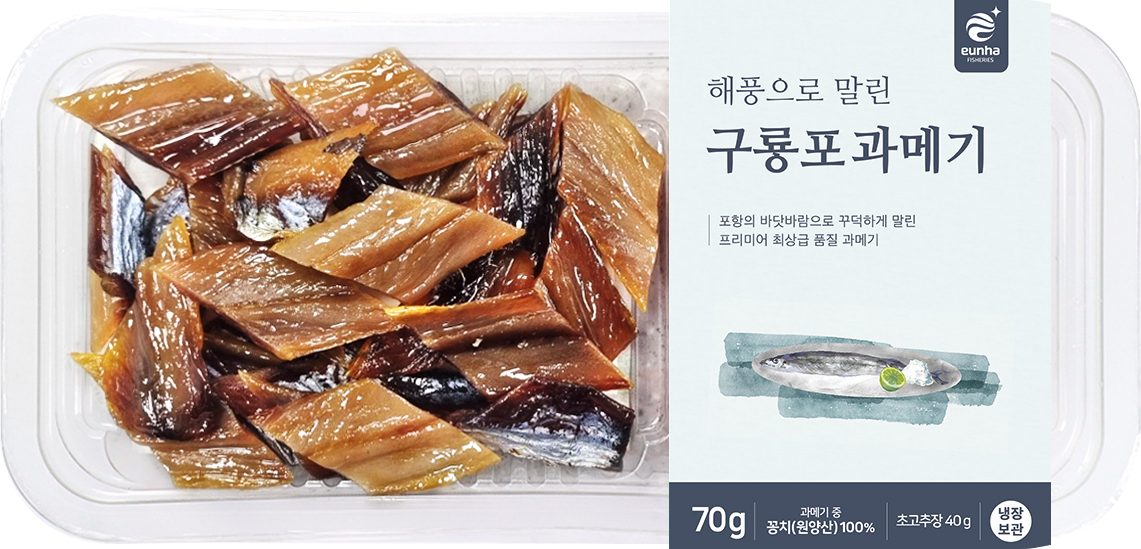 eunha
FISHERIES
해풍으로 말린
구룡포 과메기
포항의 바닷바람으로 꾸덕하게 말린
프리미어 최상급 품질 과메기
70g
과메기 중
꽁치(원양산) 100%
초고추장 40g
냉장
보관